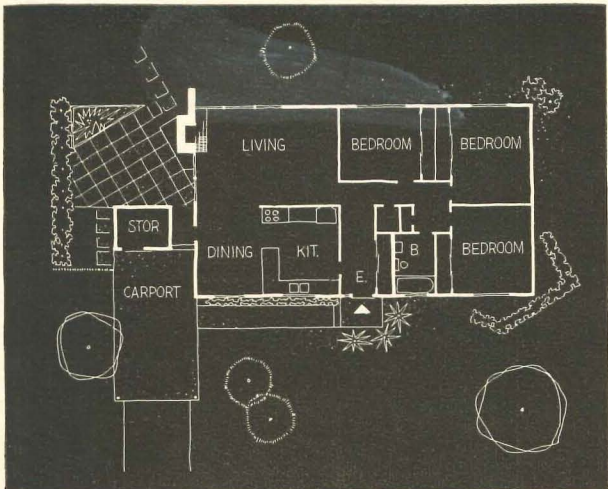 LIVING
BEDROOM
BEDROOM
STOR
DINING
KIT.
B.
BEDROOM
E.
CARPORT